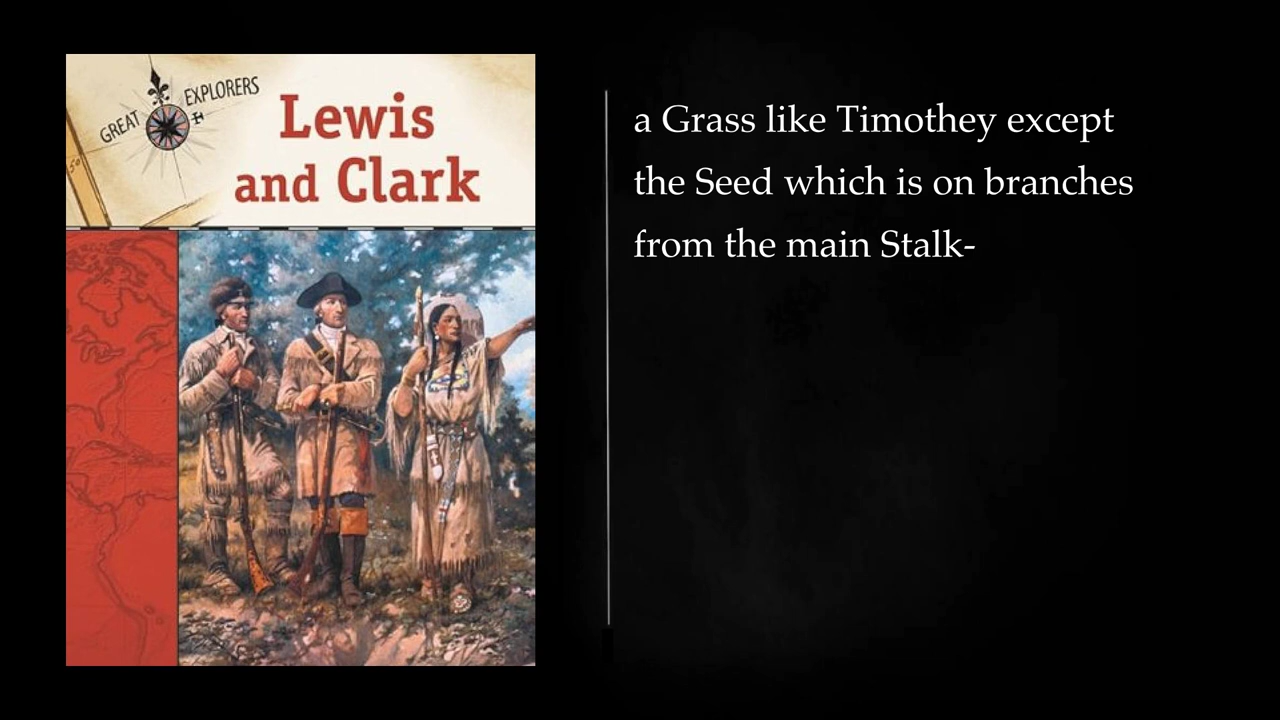 GREAT EXPLORERS
Lewis
and Clark
50
a Grass like Timothey except
the Seed which is on branches
from the main Stalk-